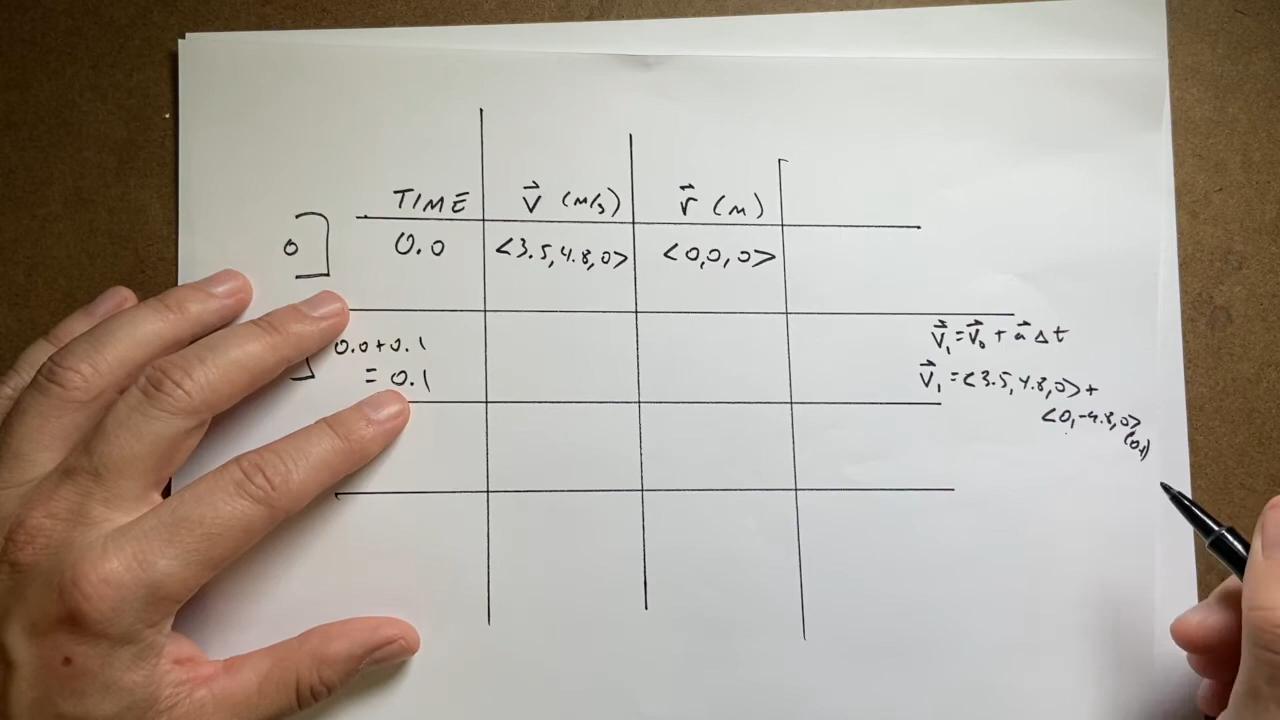 TIME v⃗ (m/s) r⃗ (m)
0 0.0 <3.5, 4.8, 0> <0,0,0>
0.0+0.1
= 0.1
v⃗₁ = v⃗₀ + a⃗ Δt
v⃗₁ = <3.5, 4.8, 0> +
<0, -4.8, 0>
(0.1)